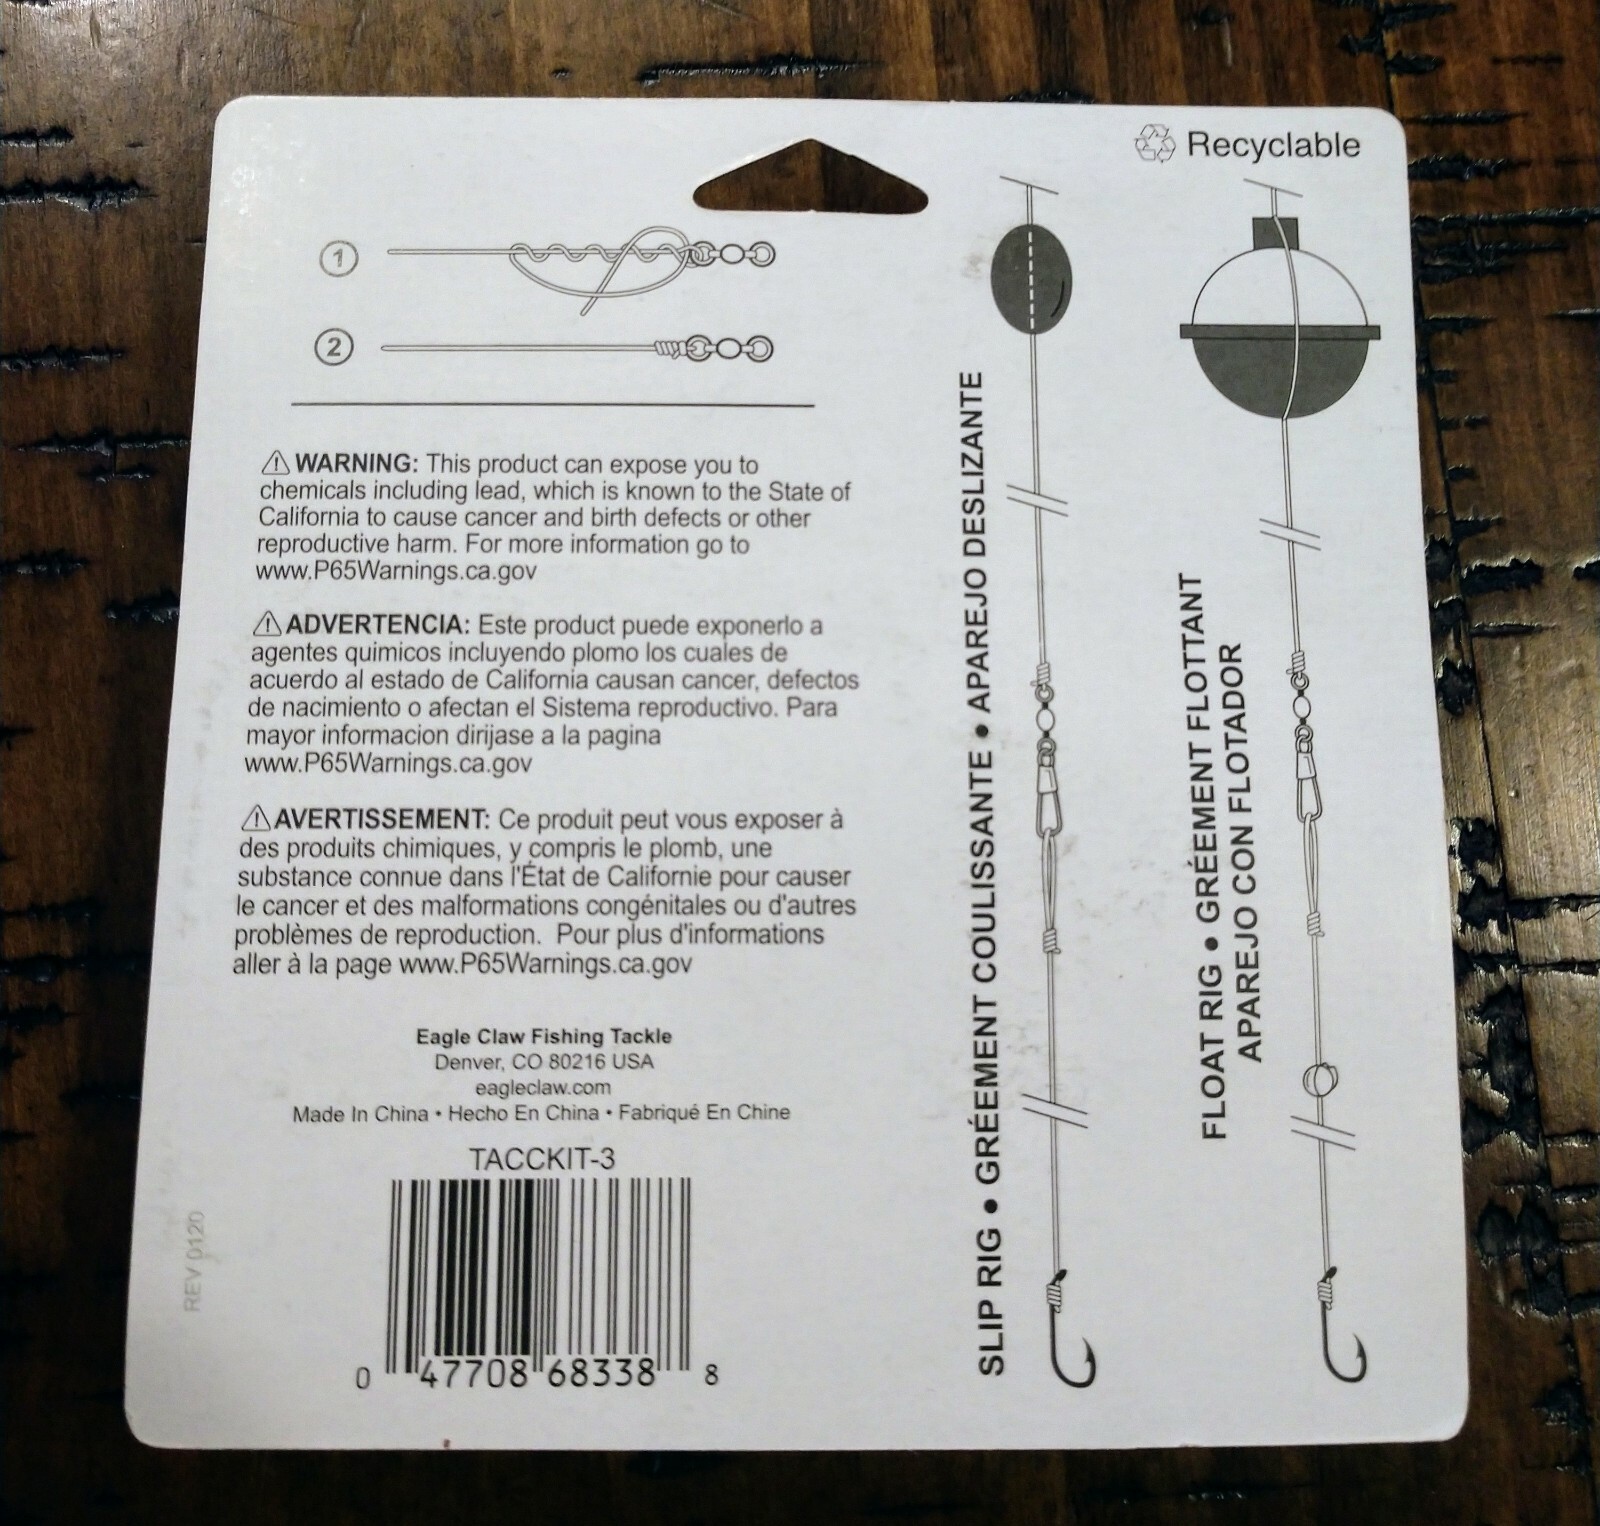 Recyclable
1
2
⚠ WARNING: This product can expose you to
chemicals including lead, which is known to the State of
California to cause cancer and birth defects or other
reproductive harm. For more information go to
www.P65Warnings.ca.gov
⚠ ADVERTENCIA: Este product puede exponerlo a
agentes quimicos incluyendo plomo los cuales de
acuerdo al estado de California causan cancer, defectos
de nacimiento o afectan el Sistema reproductivo. Para
mayor informacion dirijase a la pagina
www.P65Warnings.ca.gov
⚠ AVERTISSEMENT: Ce produit peut vous exposer à
des produits chimiques, y compris le plomb, une
substance connue dans l'État de Californie pour causer
le cancer et des malformations congénitales ou d'autres
problèmes de reproduction. Pour plus d'informations
aller à la page www.P65Warnings.ca.gov
Eagle Claw Fishing Tackle
Denver, CO 80216 USA
eagleclaw.com
Made In China • Hecho En China • Fabriqué En Chine
TACCKIT-3
0 47708 68338 8
REV 0120
SLIP RIG • GRÉEMENT COULISSANTE • APAREJO DESLIZANTE
FLOAT RIG • GRÉEMENT FLOTTANT
APAREJO CON FLOTADOR